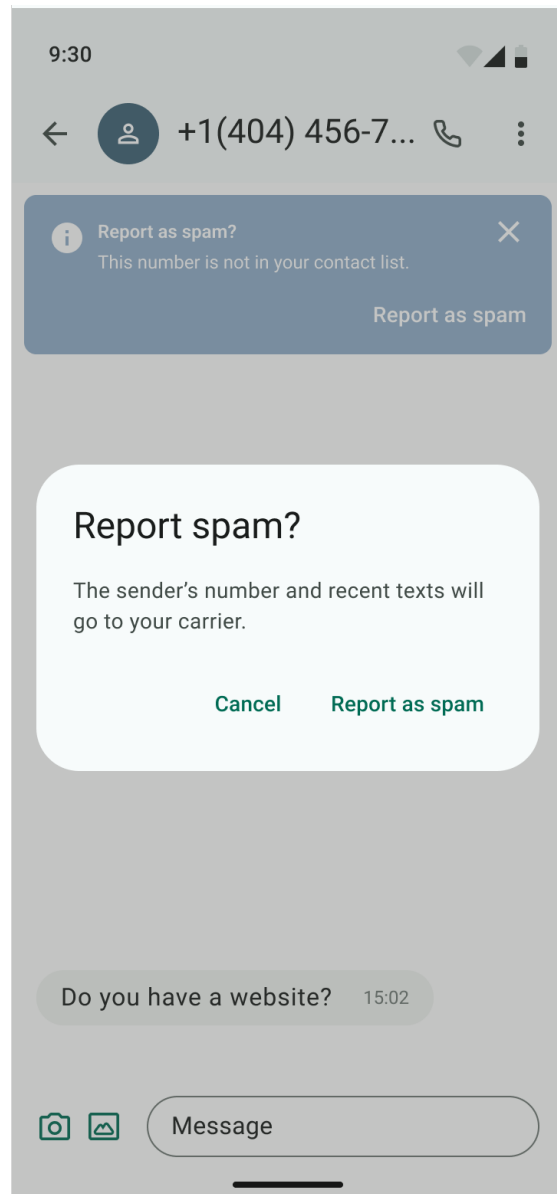 9:30
+1(404) 456-7...
Report as spam?
This number is not in your contact list.
Report as spam
Report spam?
The sender’s number and recent texts will
go to your carrier.
Cancel Report as spam
Do you have a website? 15:02
Message